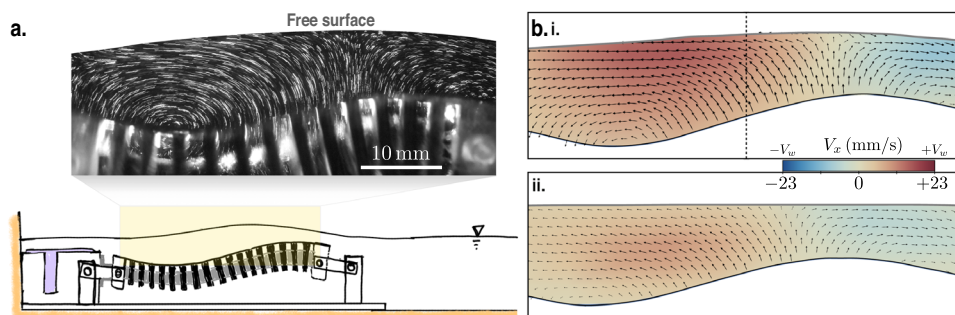 a.
Free surface
10 mm
b. i.
−V_w V_x (mm/s) +V_w
−23 0 +23
ii.